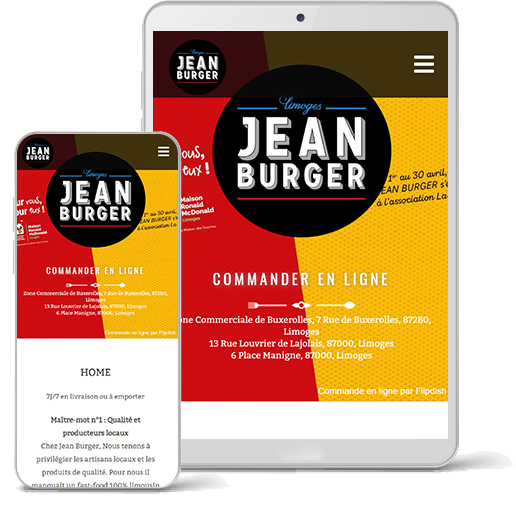 Limoges
JEAN
BURGER
Limoges
JEAN
BURGER
vous,
eux !
Maison
Ronald
McDonald
Limoges
1er au 30 avril,
JEAN BURGER s'e
à l'association La
COMMANDER EN LIGNE
one Commerciale de Buxerolles, 7 Rue de Buxerolles, 87280,
Limoges
13 Rue Louvrier de Lajolais, 87000, Limoges
6 Place Manigne, 87000, Limoges
Commande en ligne par Flipdish
JEAN
BURGER
Limoges
JEAN
BURGER
ur vous,
our eux !
Maison
Ronald
McDonald
1er au 30 avril,
JEAN BURGER s'e
à l'association La
COMMANDER EN LIGNE
Zone Commerciale de Buxerolles, 7 Rue de Buxerolles, 87280,
Limoges
13 Rue Louvrier de Lajolais, 87000, Limoges
6 Place Manigne, 87000, Limoges
Commande en ligne par Flipdish
HOME
7J/7 en livraison ou à emporter
Maître-mot n°1 : Qualité et
producteurs locaux
Chez Jean Burger, Nous tenons à
privilégier les artisans locaux et les
produits de qualité. Pour nous il
manquait un fast-food 100% limousin